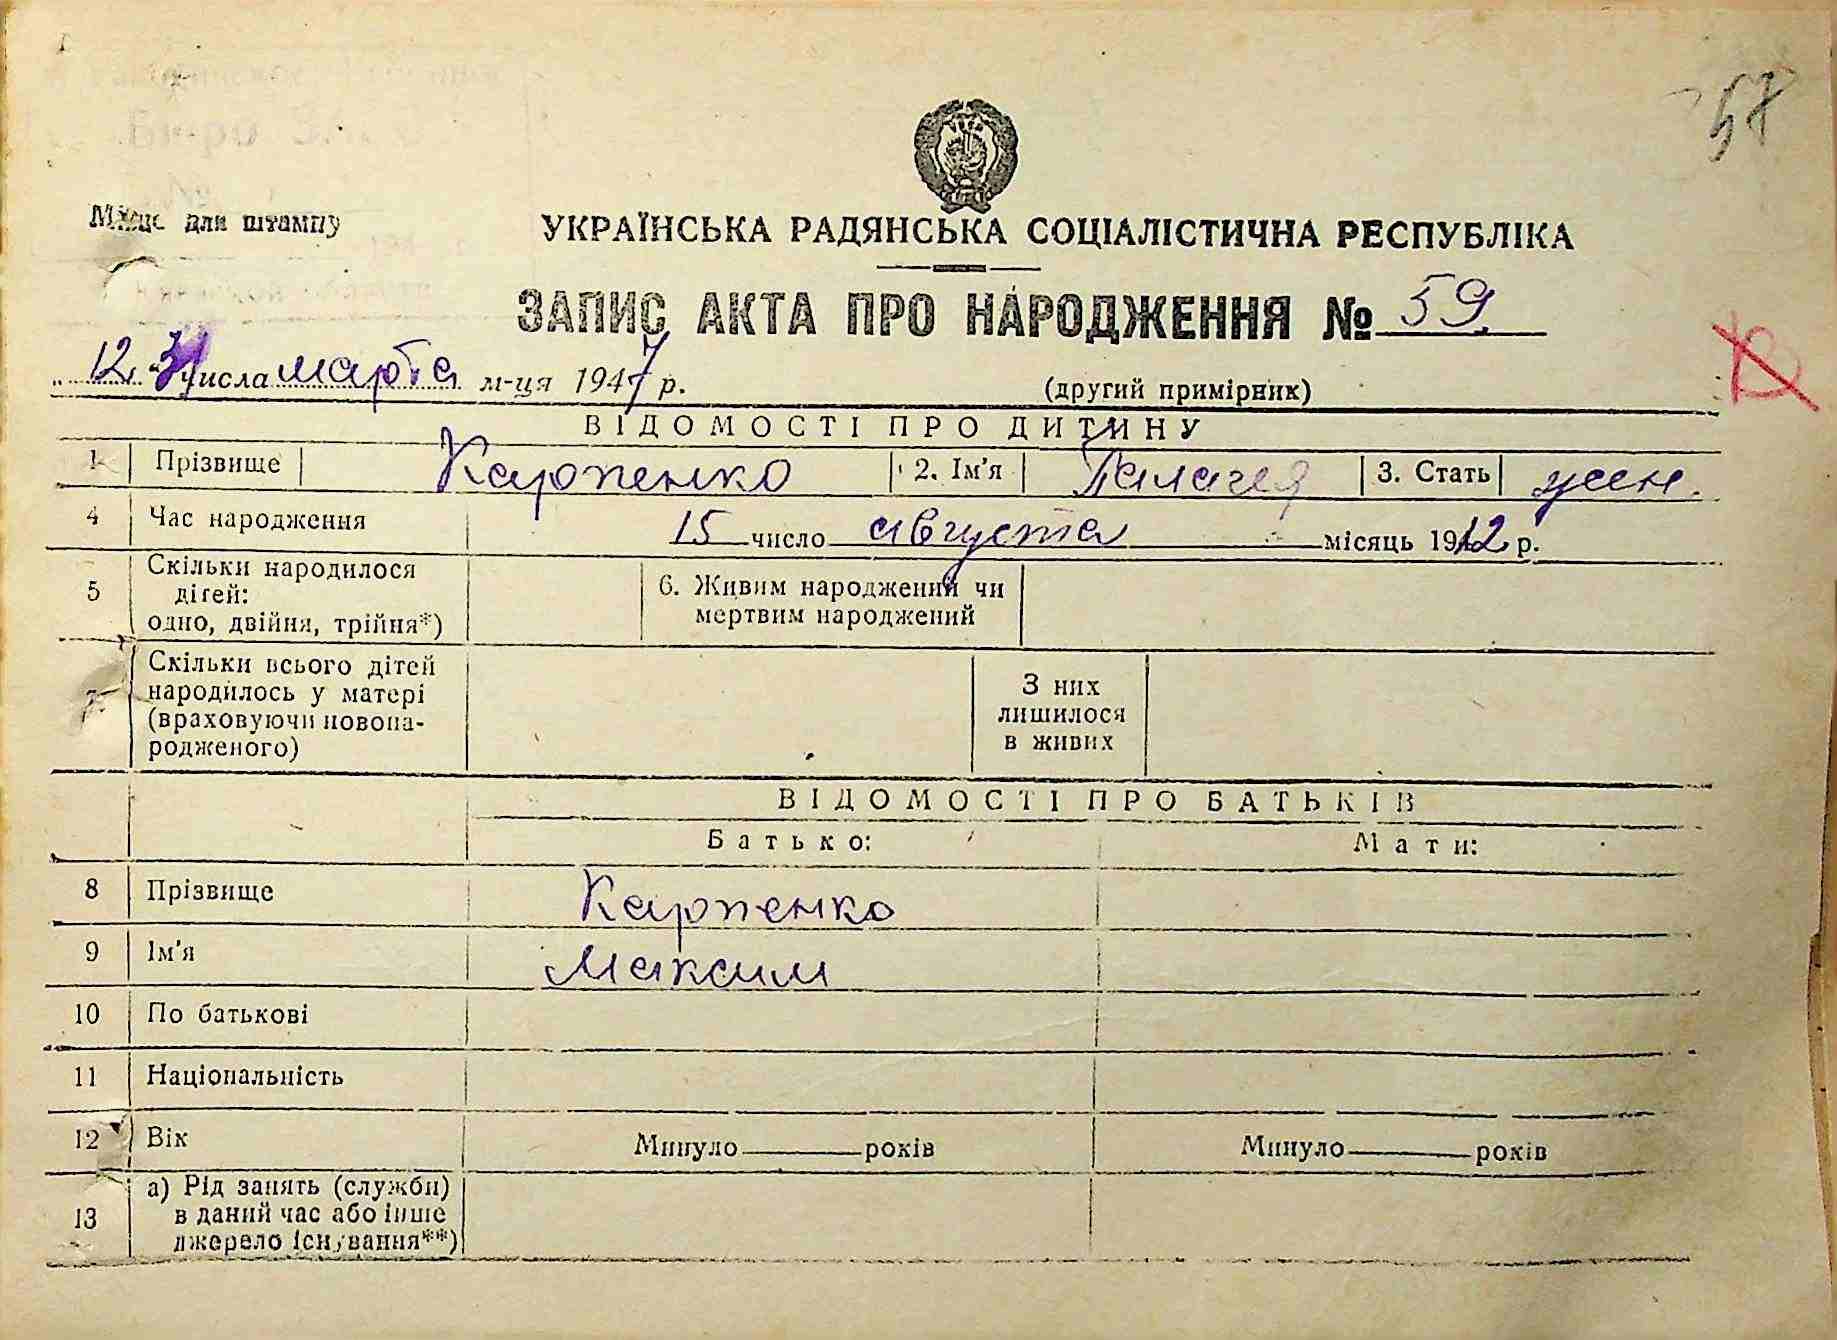 57
Місце для штампу
УКРАЇНСЬКА РАДЯНСЬКА СОЦІАЛІСТИЧНА РЕСПУБЛІКА
ЗАПИС АКТА ПРО НАРОДЖЕННЯ № 59.
„12“ числа марта м-ця 1947 р.
(другий примірник)
ВІДОМОСТІ ПРО ДИТИНУ
1 Прізвище Карпенко 2. Ім'я Палагея 3. Стать жен.
4 Час народження 15 число августа місяць 1912 р.
5 Скільки народилося
дітей:
одно, двійня, трійня*)
6. Живим народжений чи
мертвим народжений
7 Скільки всього дітей
народилось у матері
(враховуючи новона-
родженого)
З них
лишилося
в живих
ВІДОМОСТІ ПРО БАТЬКІВ
Батько: Мати:
8 Прізвище Карпенко
9 Ім'я Максим
10 По батькові
11 Національність
12 Вік Минуло років Минуло років
13 а) Рід занять (служби)
в даний час або інше
джерело існування**)